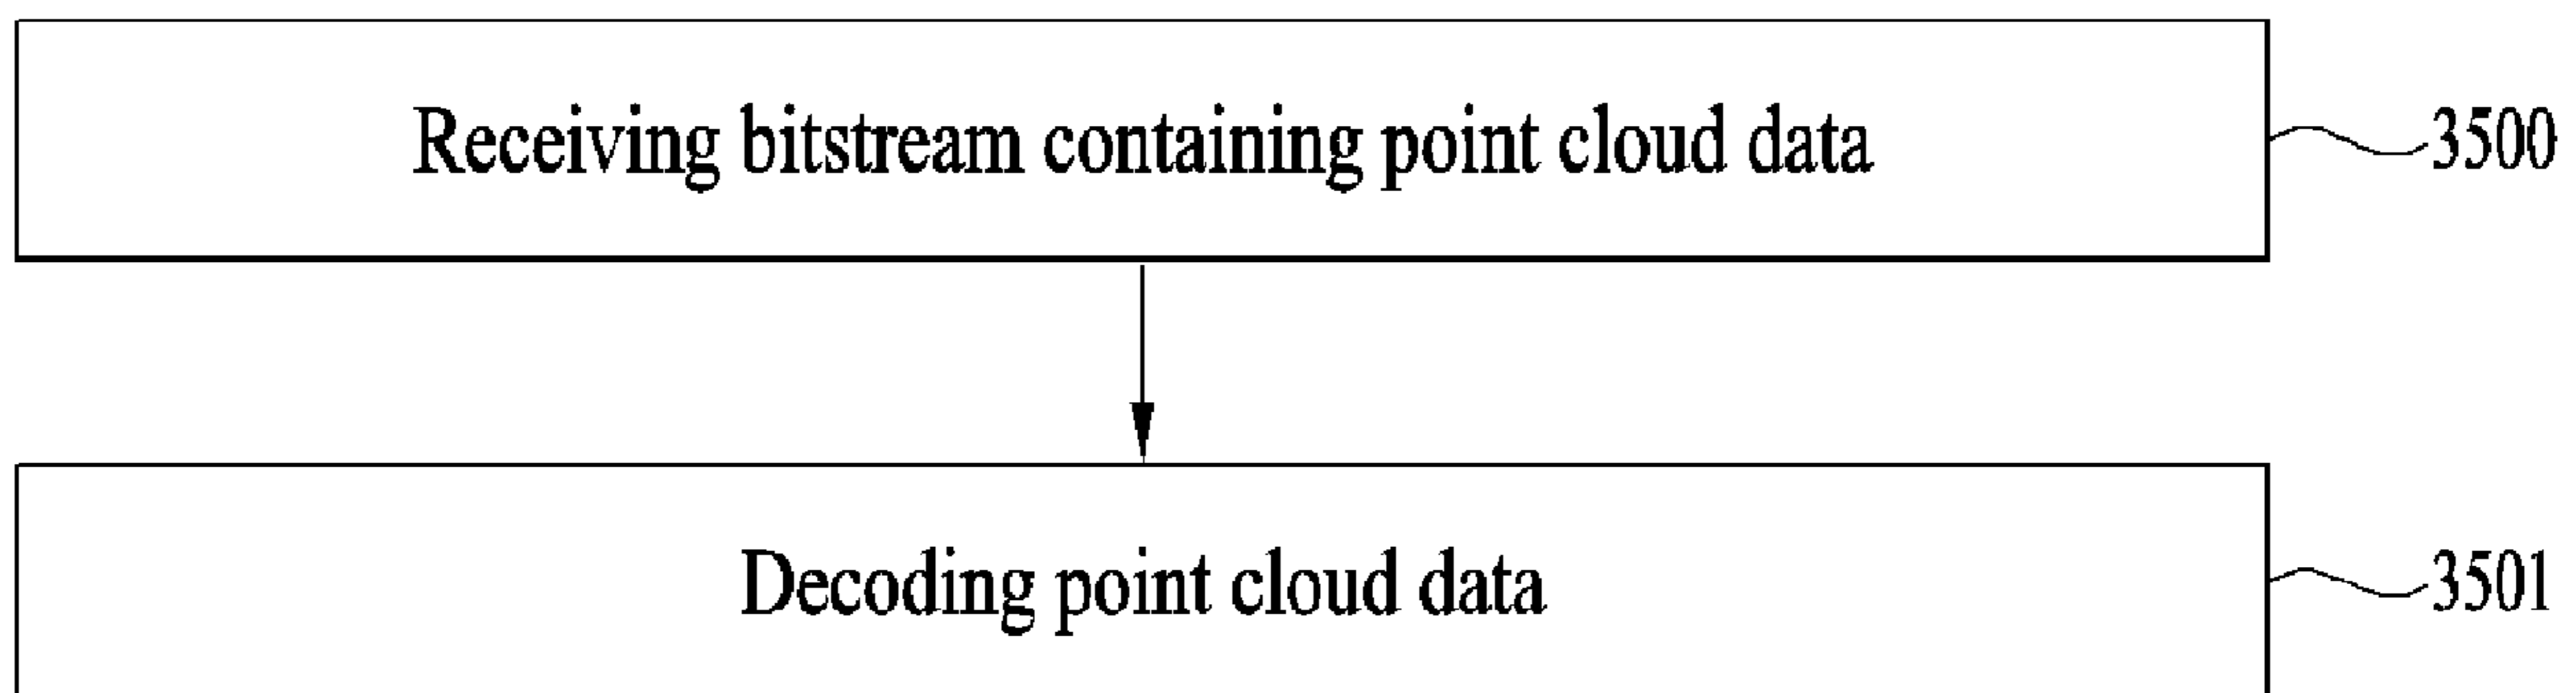 Receiving bitstream containing point cloud data
3500
Decoding point cloud data
3501